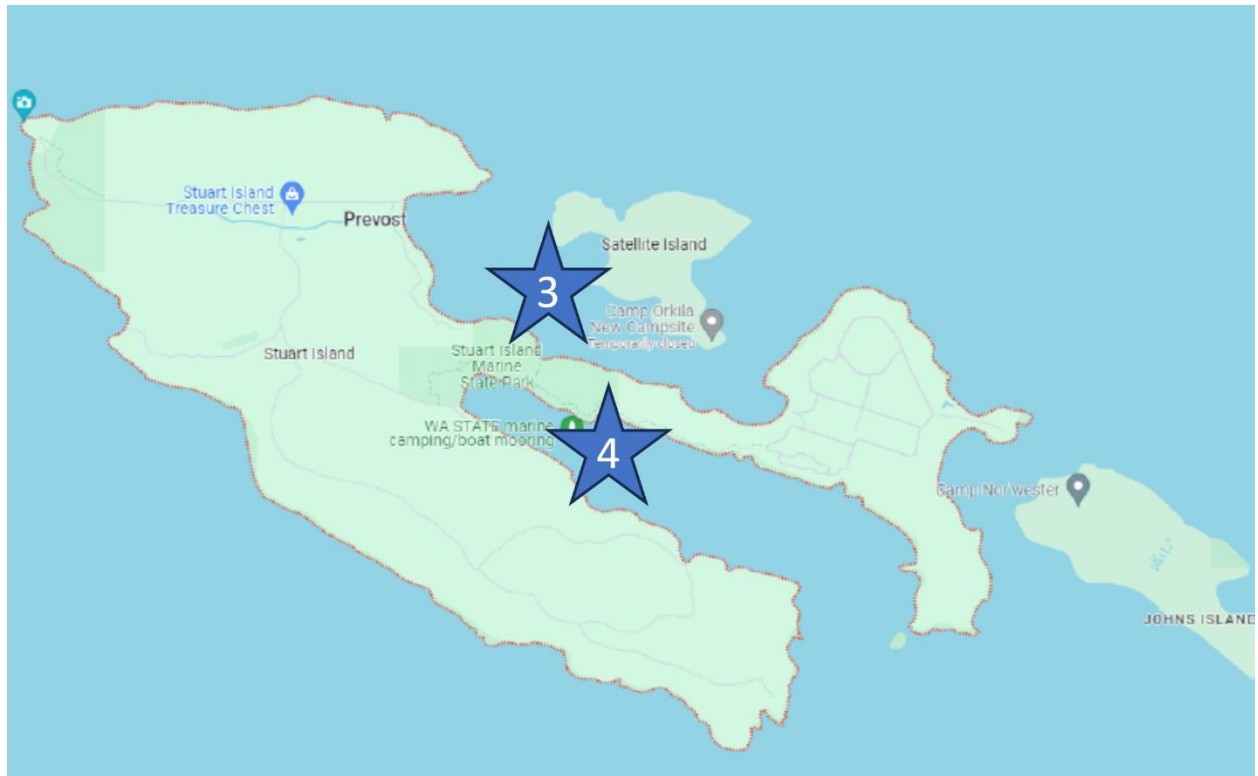 Stuart Island
Treasure Chest
Prevost
Satellite Island
3
Camp Orkila
New Campsite
Temporarily closed
Stuart Island
Stuart Island
Marine
State Park
WA STATE marine
camping/boat mooring
4
Camp Nor'wester
JOHNS ISLAND